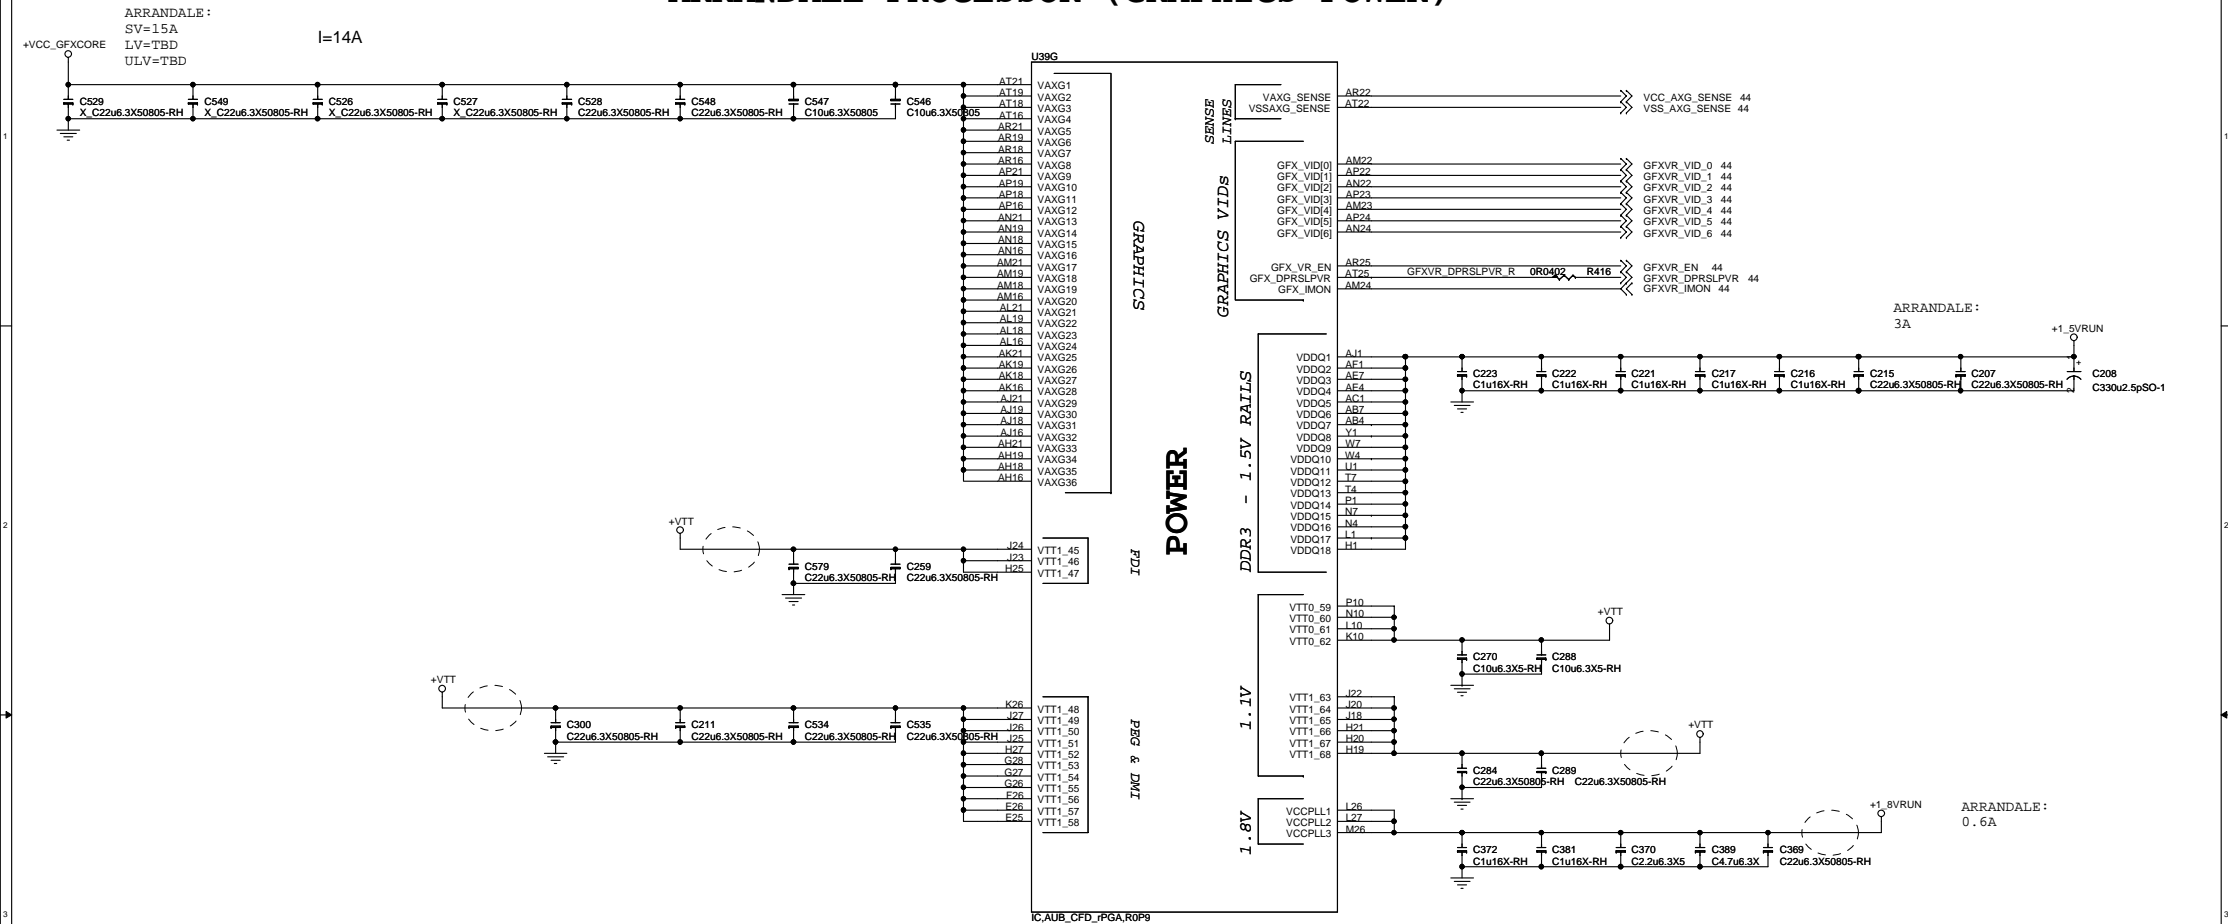 ARRANDALE PROCESSOR (GRAPHICS POWER)
ARRANDALE:
SV=15A
LV=TBD
ULV=TBD
I=14A
+VCC_GFXCORE
C529
X_C22u6.3X50805-RH
C549
X_C22u6.3X50805-RH
C526
X_C22u6.3X50805-RH
C527
X_C22u6.3X50805-RH
C528
C22u6.3X50805-RH
C548
C22u6.3X50805-RH
C547
C10u6.3X50805
C546
C10u6.3X50805
U39G
AT21 VAXG1
AT19 VAXG2
AT18 VAXG3
AT16 VAXG4
AR21 VAXG5
AR19 VAXG6
AR18 VAXG7
AR16 VAXG8
AP21 VAXG9
AP19 VAXG10
AP18 VAXG11
AP16 VAXG12
AN21 VAXG13
AN19 VAXG14
AN18 VAXG15
AN16 VAXG16
AM21 VAXG17
AM19 VAXG18
AM18 VAXG19
AM16 VAXG20
AL21 VAXG21
AL19 VAXG22
AL18 VAXG23
AL16 VAXG24
AK21 VAXG25
AK19 VAXG26
AK18 VAXG27
AK16 VAXG28
AJ21 VAXG29
AJ19 VAXG30
AJ18 VAXG31
AJ16 VAXG32
AH21 VAXG33
AH19 VAXG34
AH18 VAXG35
AH16 VAXG36
GRAPHICS
+VTT
C579
C22u6.3X50805-RH
C259
C22u6.3X50805-RH
J24 VTT1_45
J23 VTT1_46
H25 VTT1_47
FDI
+VTT
C300
C22u6.3X50805-RH
C211
C22u6.3X50805-RH
C534
C22u6.3X50805-RH
C535
C22u6.3X50805-RH
K26 VTT1_48
J27 VTT1_49
J26 VTT1_50
J25 VTT1_51
H27 VTT1_52
G28 VTT1_53
G27 VTT1_54
G26 VTT1_55
F26 VTT1_56
E26 VTT1_57
E25 VTT1_58
PEG & DMI
POWER
SENSE
LINES
VAXG_SENSE AR22 VCC_AXG_SENSE 44
VSSAXG_SENSE AT22 VSS_AXG_SENSE 44
GRAPHICS VIDs
GFX_VID[0] AM22 GFXVR_VID_0 44
GFX_VID[1] AP22 GFXVR_VID_1 44
GFX_VID[2] AN22 GFXVR_VID_2 44
GFX_VID[3] AP23 GFXVR_VID_3 44
GFX_VID[4] AM23 GFXVR_VID_4 44
GFX_VID[5] AP24 GFXVR_VID_5 44
GFX_VID[6] AN24 GFXVR_VID_6 44
GFX_VR_EN AR25 GFXVR_EN 44
GFX_DPRSLPVR AT25 GFXVR_DPRSLPVR_R 0R0402 R416 GFXVR_DPRSLPVR 44
GFX_IMON AM24 GFXVR_IMON 44
ARRANDALE:
3A
+1_5VRUN
DDR3 - 1.5V RAILS
VDDQ1 AJ1
VDDQ2 AF1
VDDQ3 AE7
VDDQ4 AE4
VDDQ5 AC1
VDDQ6 AB7
VDDQ7 AB4
VDDQ8 Y1
VDDQ9 W7
VDDQ10 W4
VDDQ11 U1
VDDQ12 T7
VDDQ13 T4
VDDQ14 P1
VDDQ15 N7
VDDQ16 N4
VDDQ17 L1
VDDQ18 H1
C223
C1u16X-RH
C222
C1u16X-RH
C221
C1u16X-RH
C217
C1u16X-RH
C216
C1u16X-RH
C215
C22u6.3X50805-RH
C207
C22u6.3X50805-RH
1
+
2
C208
C330u2.5pSO-1
1.1V
VTT0_59 P10
VTT0_60 N10
VTT0_61 L10
VTT0_62 K10
+VTT
C270
C10u6.3X5-RH
C288
C10u6.3X5-RH
VTT1_63 J22
VTT1_64 J20
VTT1_65 J18
VTT1_66 H21
VTT1_67 H20
VTT1_68 H19
+VTT
C284
C22u6.3X50805-RH
C289
C22u6.3X50805-RH
1.8V
VCCPLL1 L26
VCCPLL2 L27
VCCPLL3 M26
+1_8VRUN
ARRANDALE:
0.6A
C372
C1u16X-RH
C381
C1u16X-RH
C370
C2.2u6.3X5
C389
C4.7u6.3X
C369
C22u6.3X50805-RH
IC,AUB_CFD_rPGA,R0P9
1
2
3
1
2
3